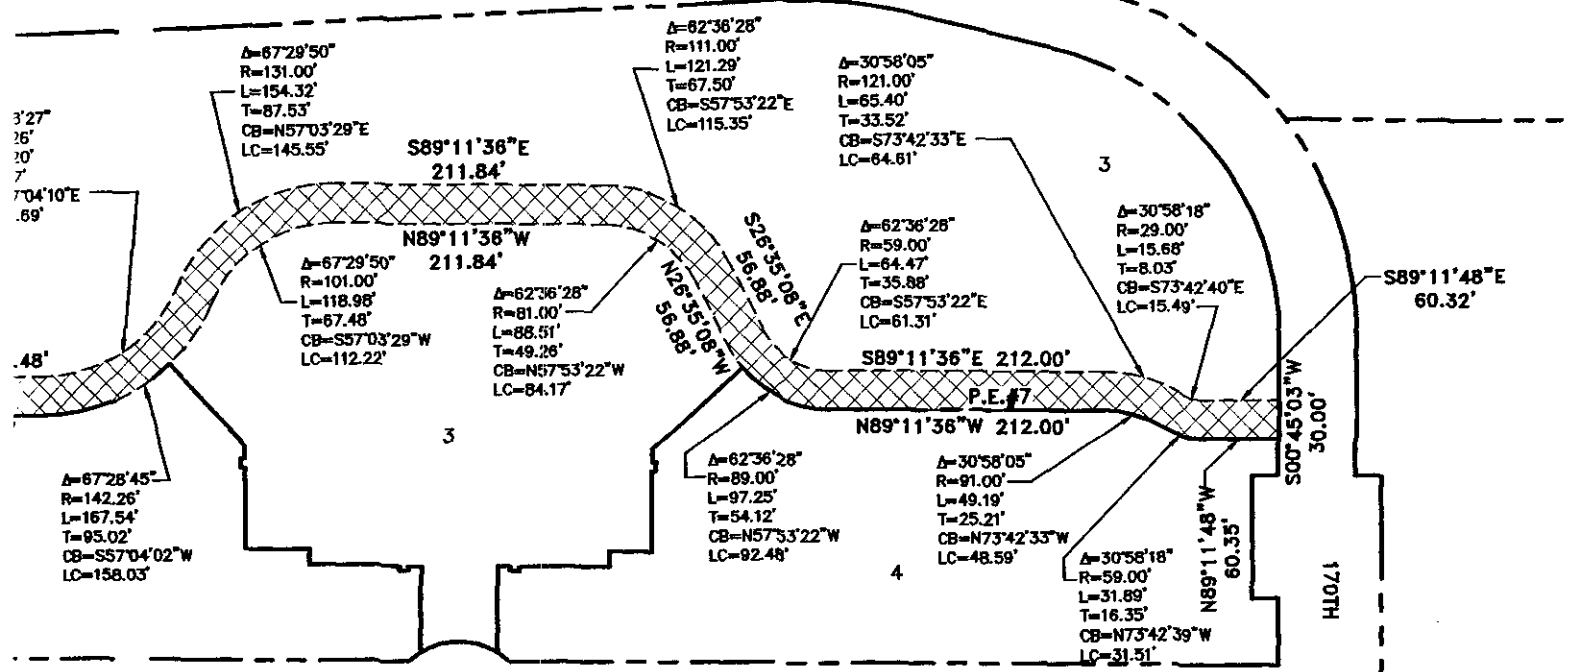 Δ=67°29'50"
R=131.00'
L=154.32'
T=87.53'
CB=N57°03'29"E
LC=145.55'
Δ=62°36'28"
R=111.00'
L=121.29'
T=67.50'
CB=S57°53'22"E
LC=115.35'
Δ=30°58'05"
R=121.00'
L=65.40'
T=33.52'
CB=S73°42'33"E
LC=64.61'
3'27"
26'
20'
7'
7°04'10"E
.69'
S89°11'36"E
211.84'
3
N89°11'36"W
211.84'
S26°35'08"E
56.88'
N26°35'08"W
56.88'
Δ=67°29'50"
R=101.00'
L=118.98'
T=67.48'
CB=S57°03'29"W
LC=112.22'
Δ=62°36'28"
R=81.00'
L=88.51'
T=49.26'
CB=N57°53'22"W
LC=84.17'
Δ=62°36'28"
R=59.00'
L=64.47'
T=35.88'
CB=S57°53'22"E
LC=61.31'
Δ=30°58'18"
R=29.00'
L=15.68'
T=8.03'
CB=S73°42'40"E
LC=15.49'
S89°11'48"E
60.32'
.48'
S89°11'36"E 212.00'
P.E. #7
N89°11'36"W 212.00'
S00°45'03"W
30.00'
3
Δ=67°28'45"
R=142.26'
L=167.54'
T=95.02'
CB=S57°04'02"W
LC=158.03'
Δ=62°36'28"
R=89.00'
L=97.25'
T=54.12'
CB=N57°53'22"W
LC=92.48'
Δ=30°58'05"
R=91.00'
L=49.19'
T=25.21'
CB=N73°42'33"W
LC=48.59'
N89°11'48"W
60.35'
4
Δ=30°58'18"
R=59.00'
L=31.89'
T=16.35'
CB=N73°42'39"W
LC=31.51'
170TH